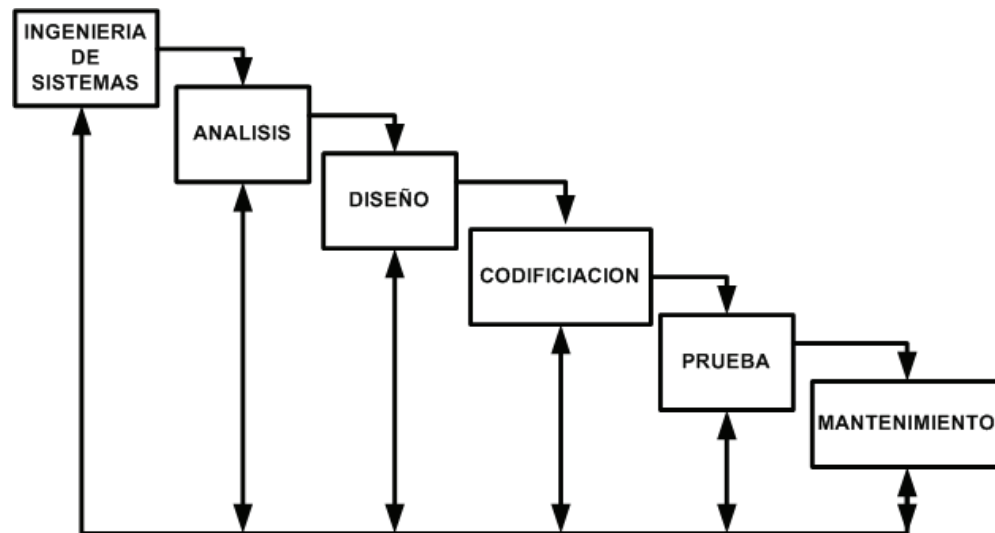 INGENIERIA
DE
SISTEMAS
ANALISIS
DISEÑO
CODIFICIACION
PRUEBA
MANTENIMIENTO